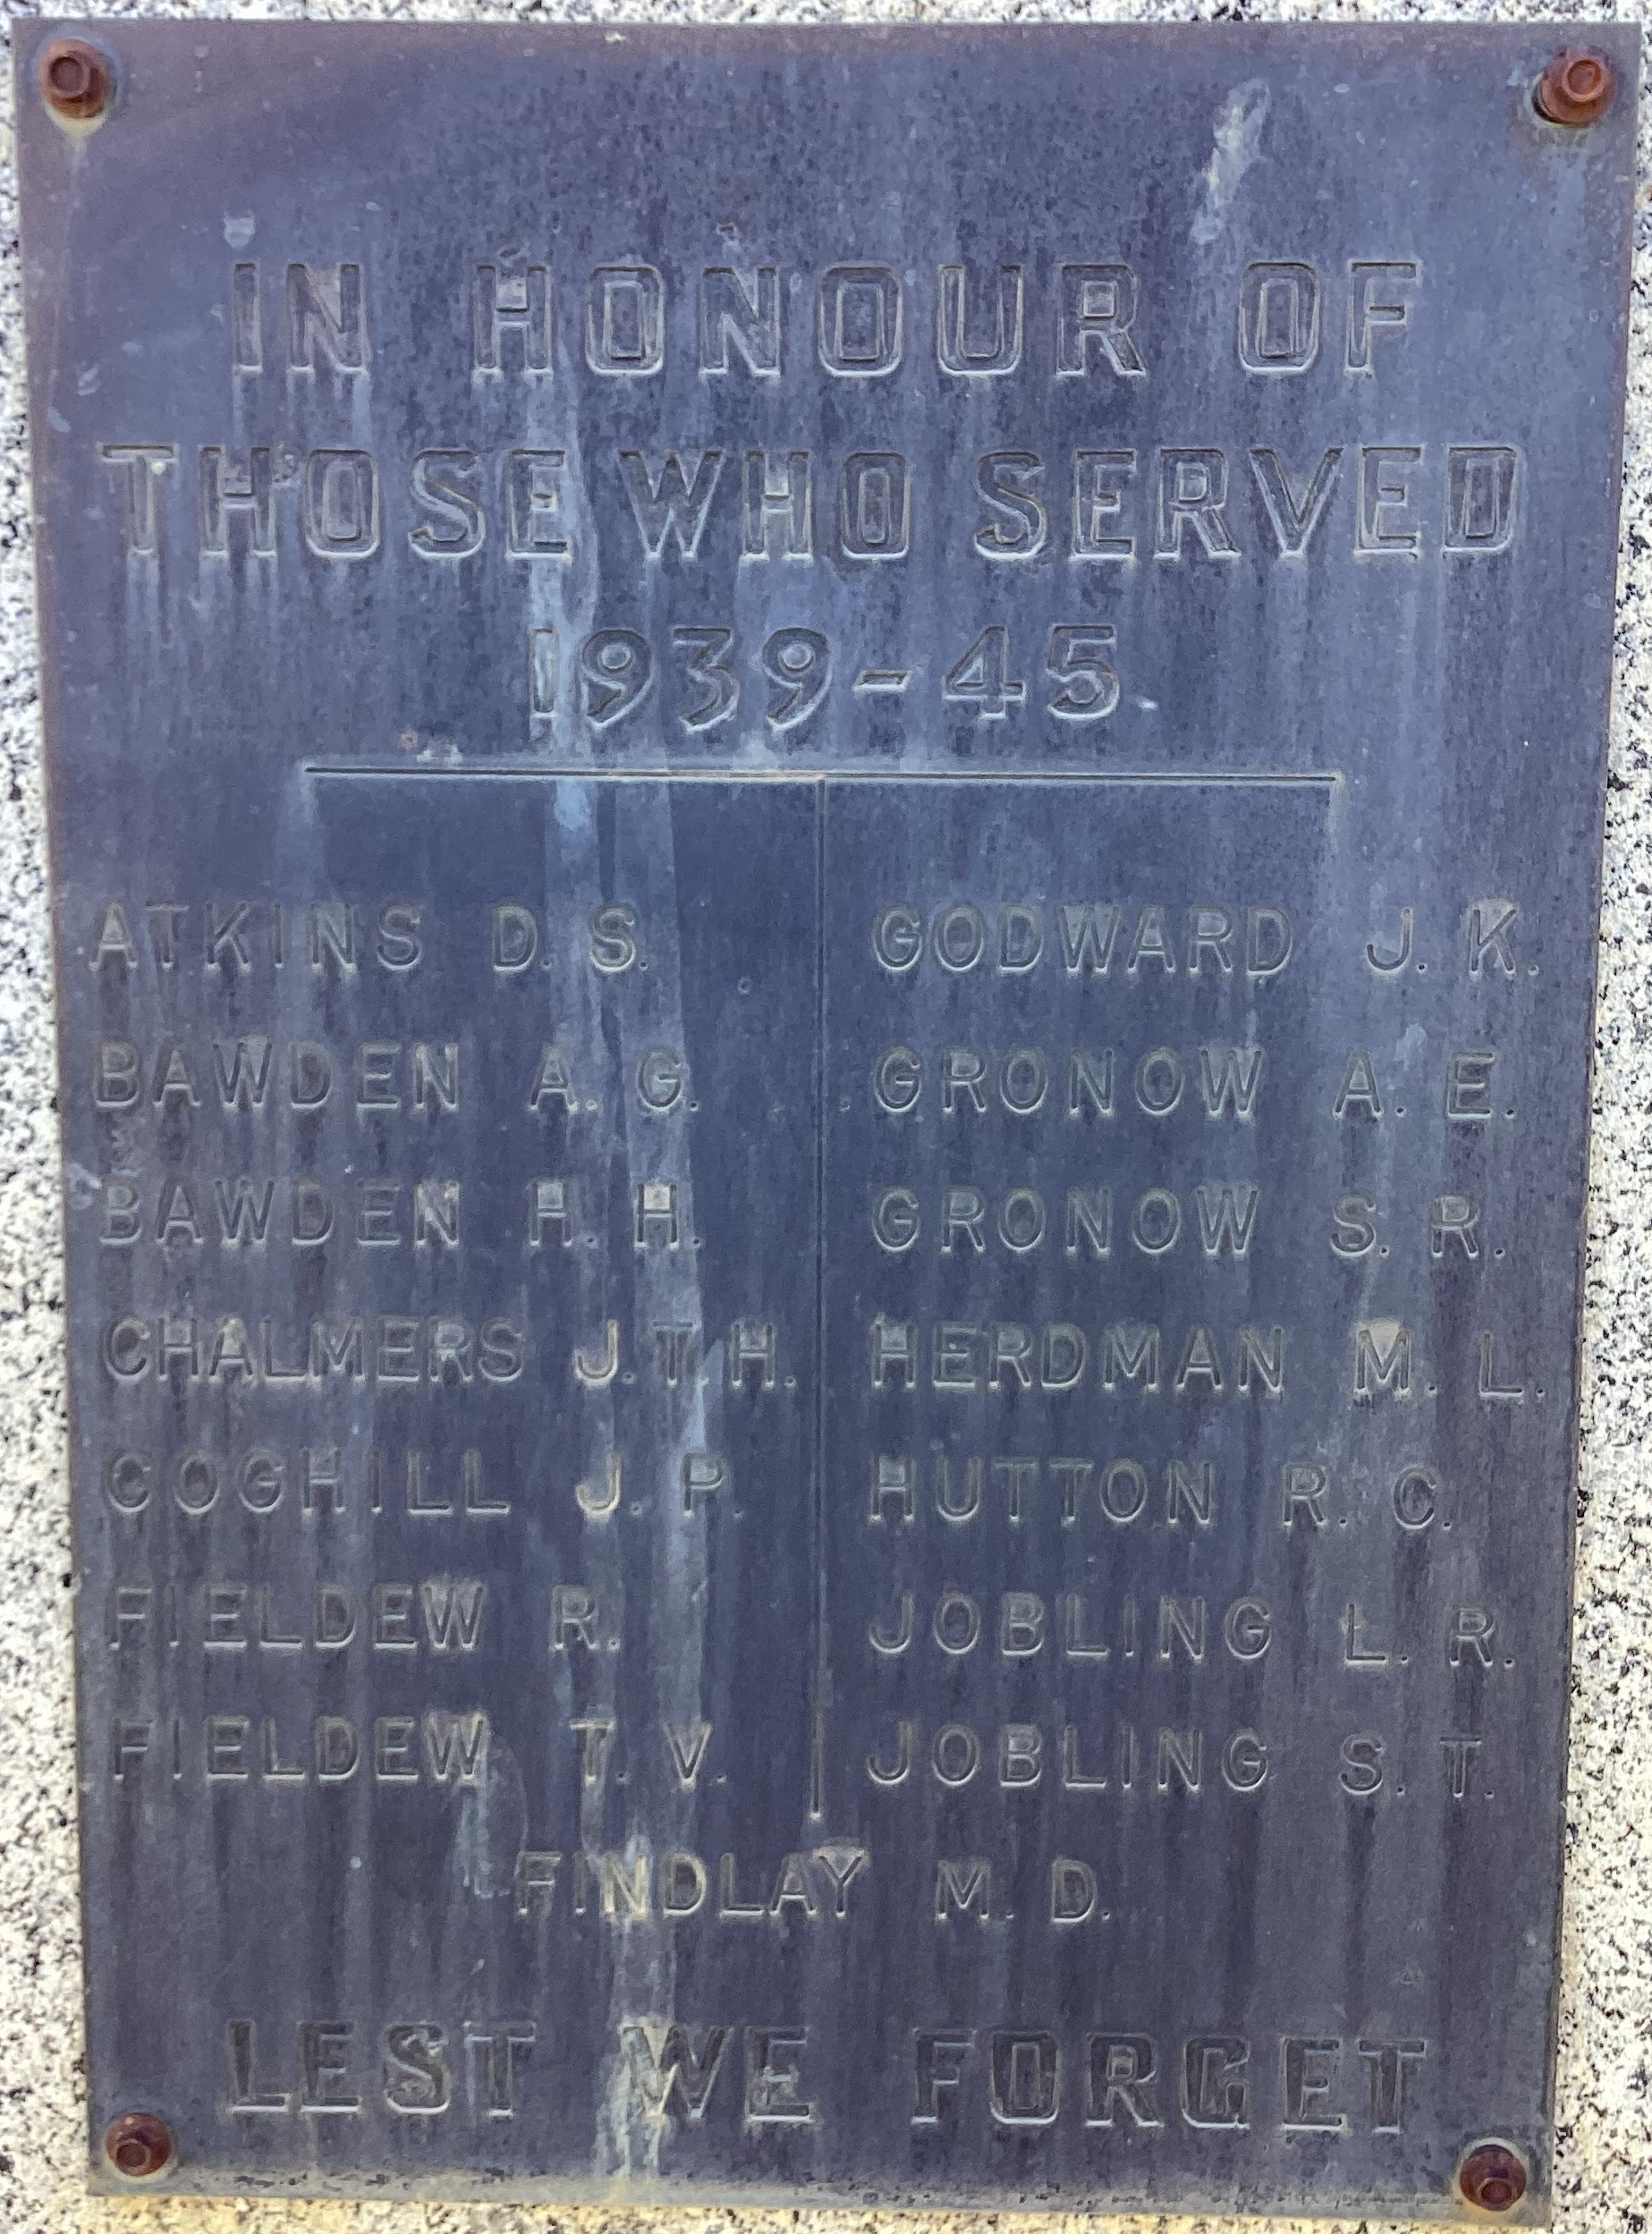 IN HONOUR OF
THOSE WHO SERVED
1939-45
ATKINS D. S.
BAWDEN A. G.
BAWDEN H. H.
CHALMERS J. T. H.
COGHILL J. P.
FIELDEW R.
FIELDEW T. V.
GODWARD J. K.
GRONOW A. E.
GRONOW S. R.
HERDMAN M. L.
HUTTON R. C.
JOBLING L. R.
JOBLING S. T.
FINDLAY M. D.
LEST WE FORGET